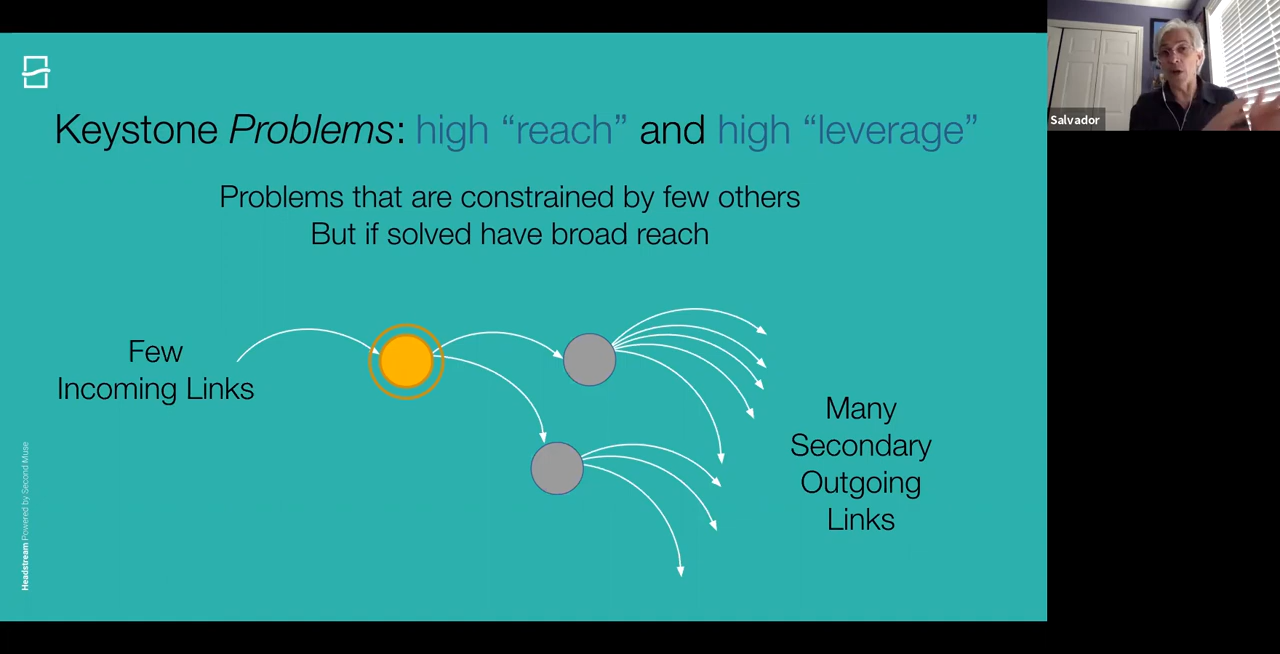 Keystone Problems: high “reach” and high “leverage”
Problems that are constrained by few others
But if solved have broad reach
Few
Incoming Links
Many
Secondary
Outgoing
Links
Headstream Powered by Second Muse
Salvador